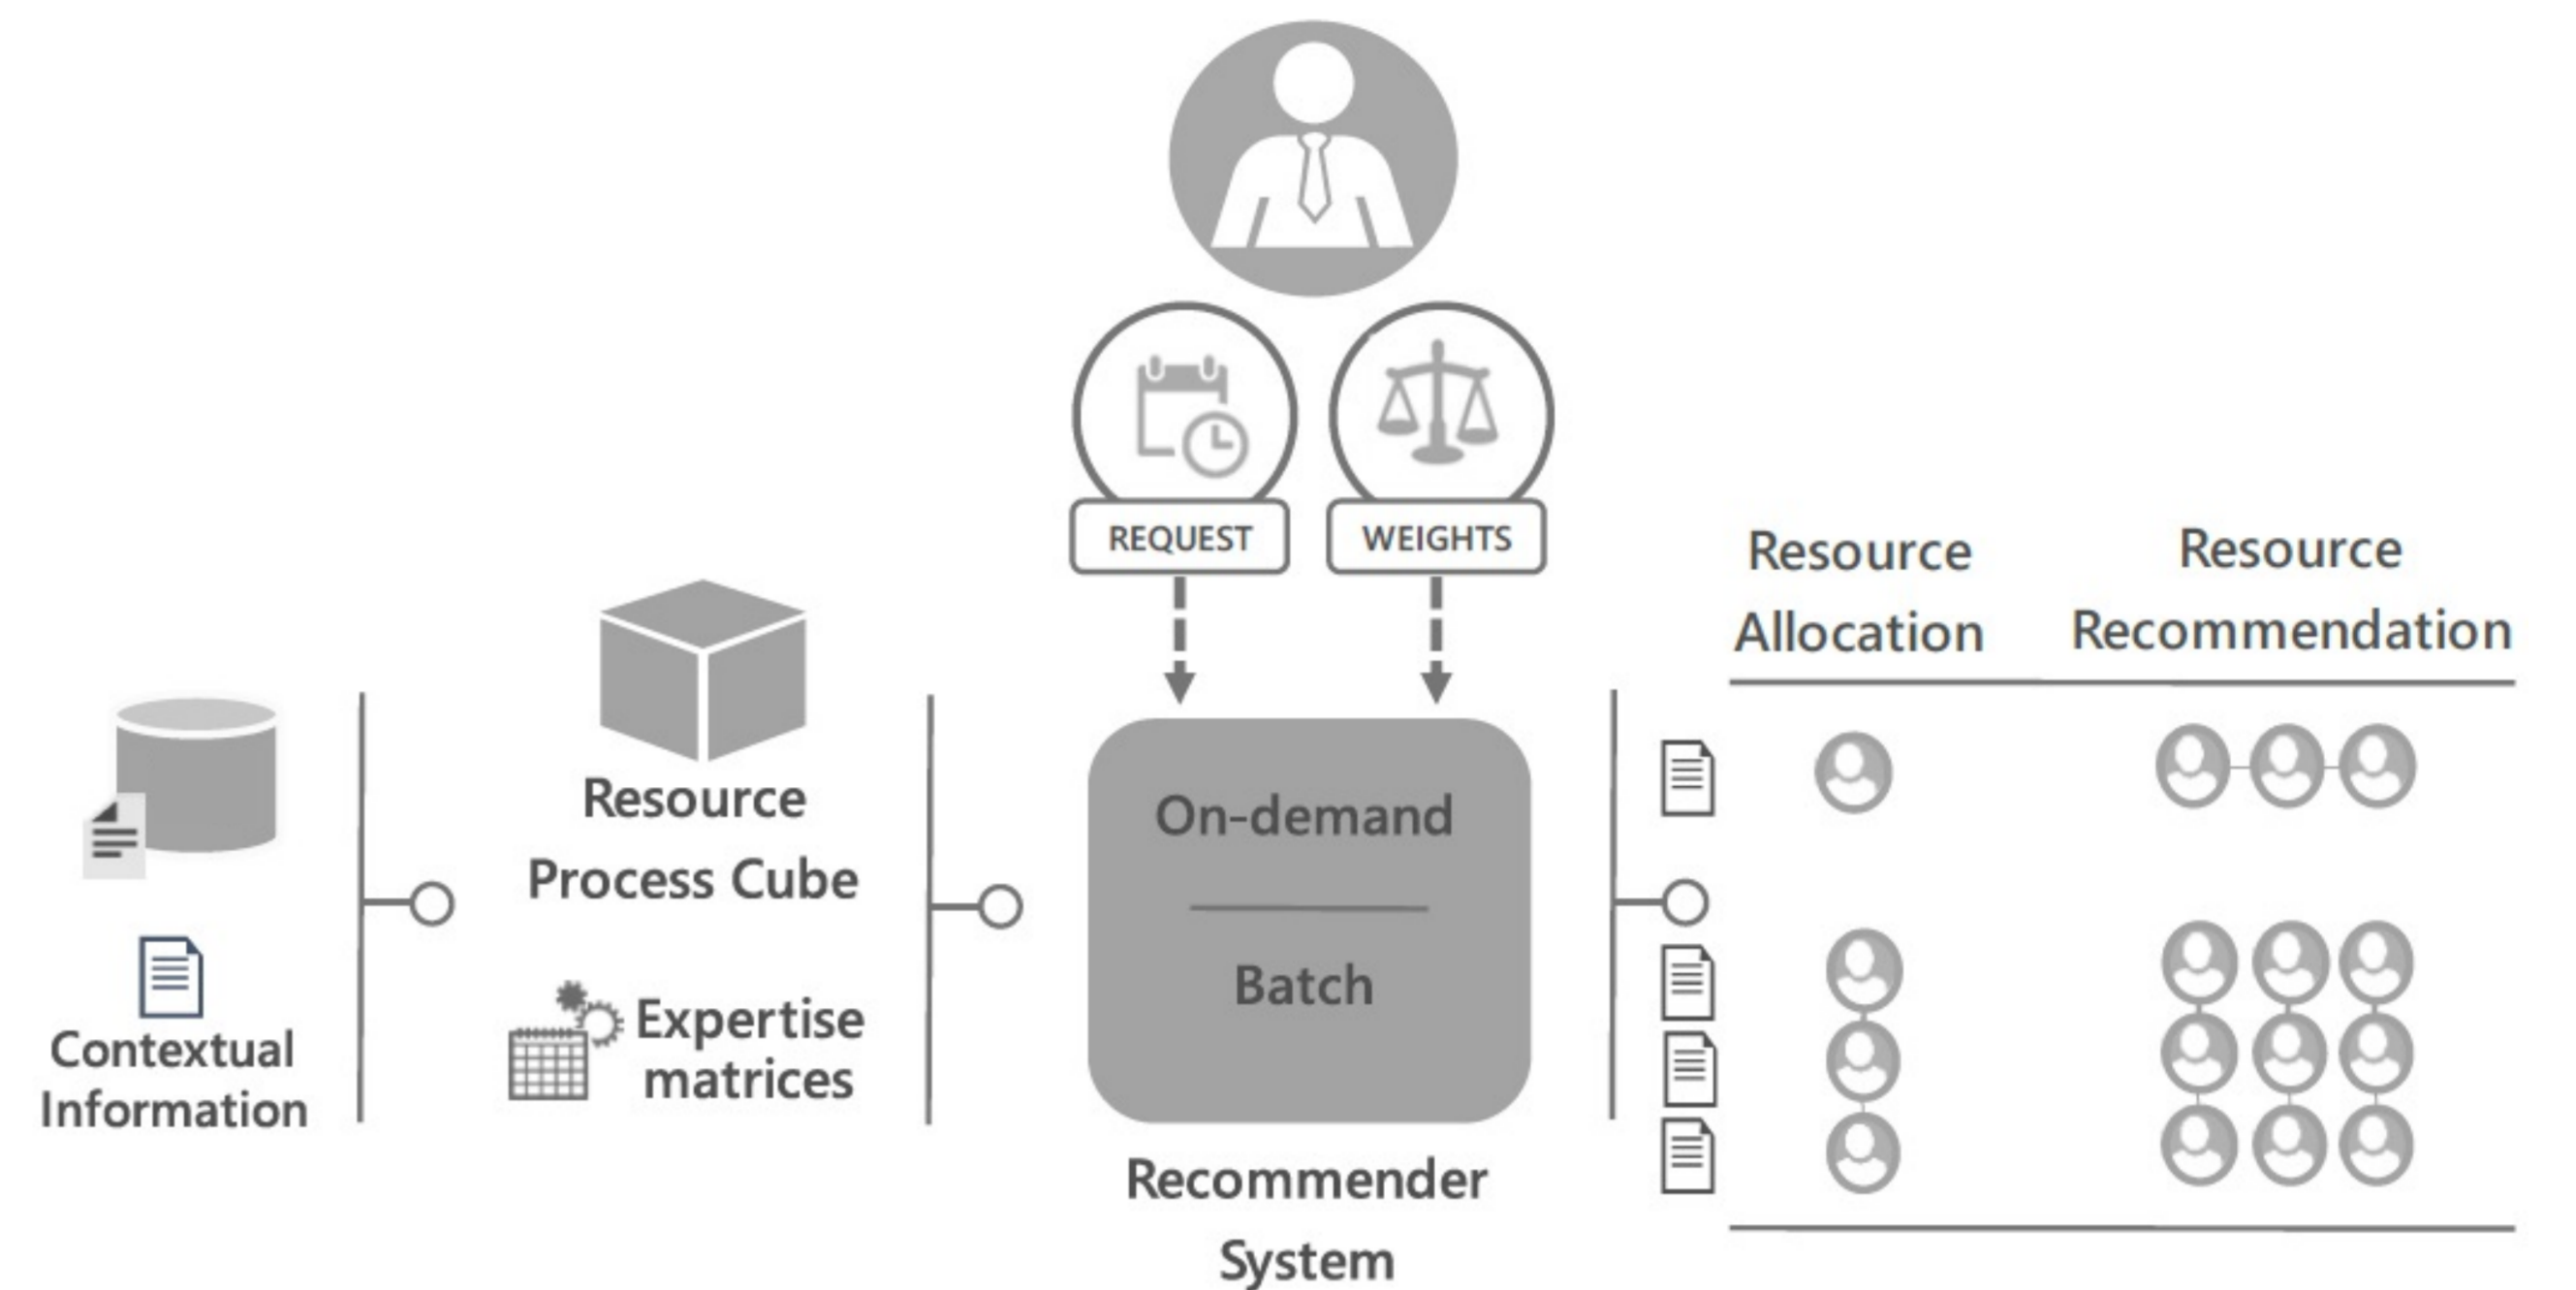 REQUEST
WEIGHTS
Resource
Allocation
Resource
Recommendation
Resource
Process Cube
Expertise
matrices
Contextual
Information
On-demand
Batch
Recommender
System